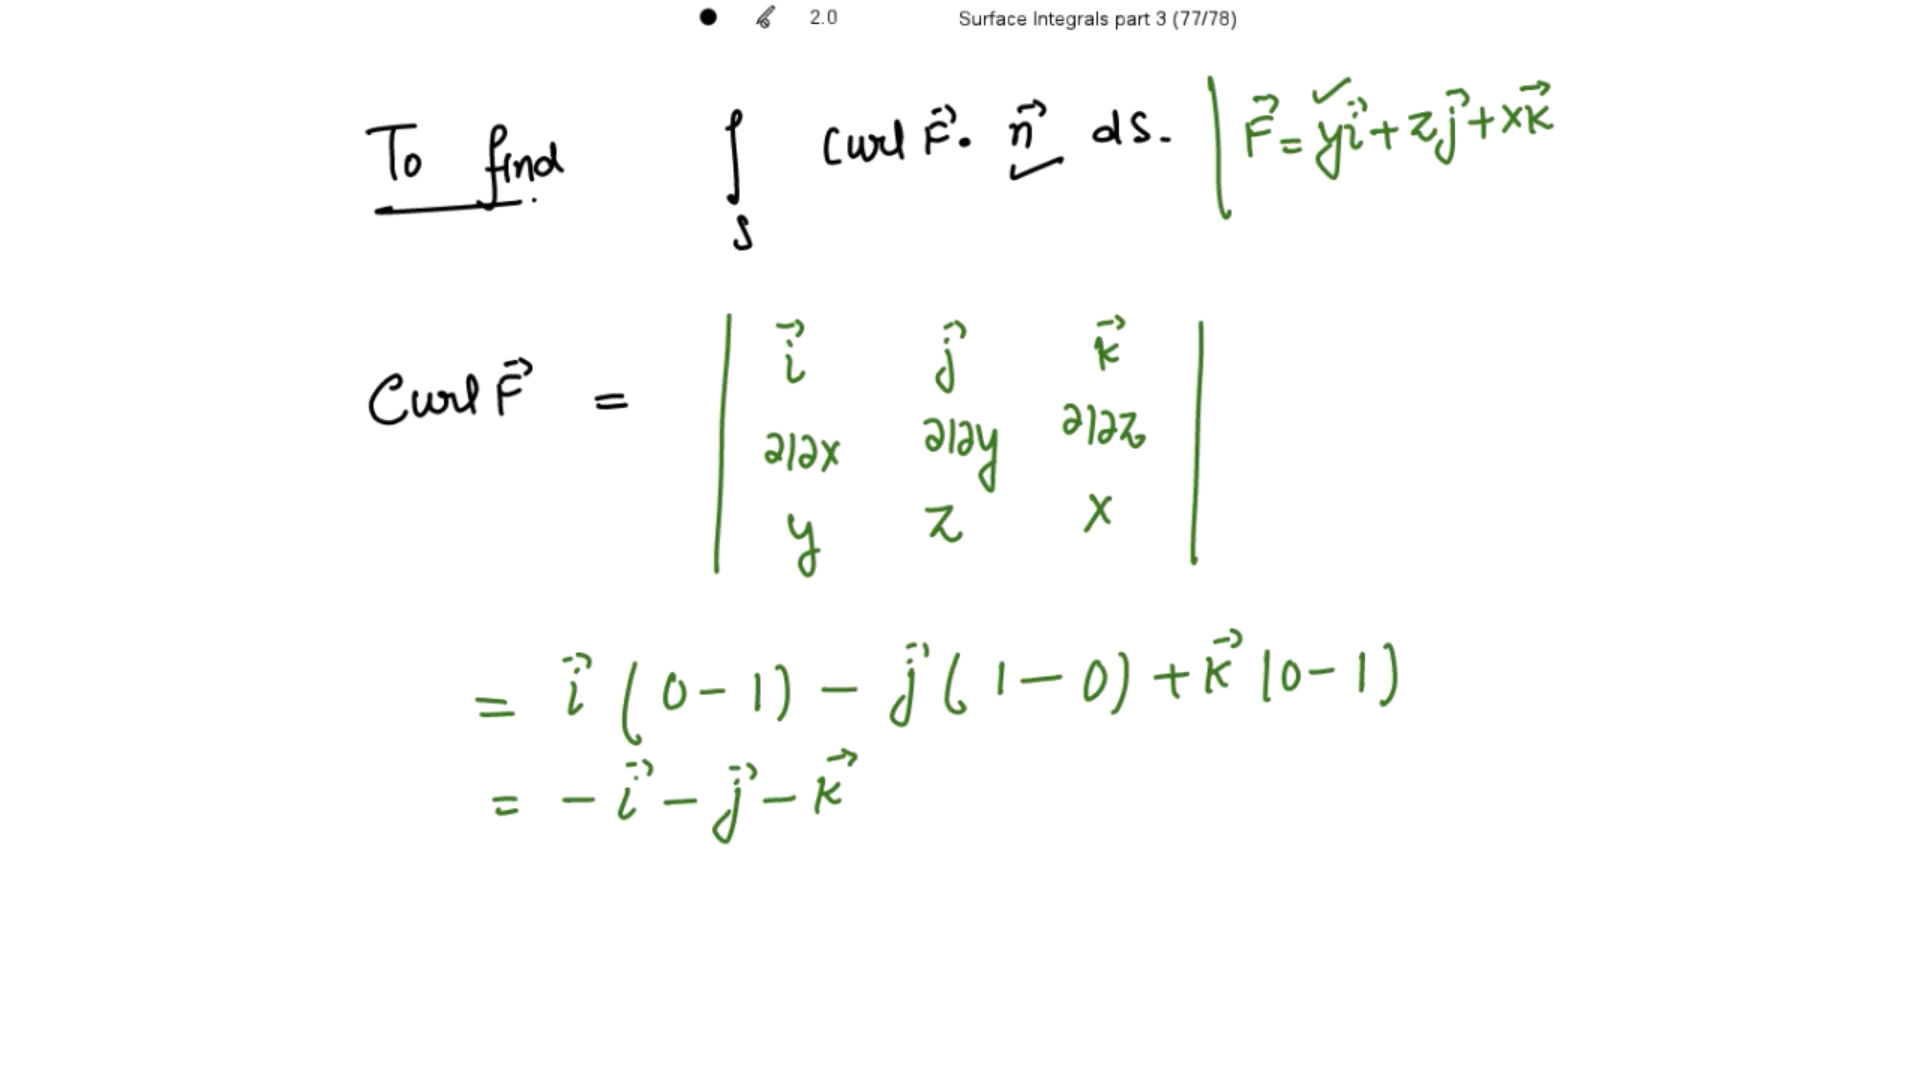 2.0 Surface Integrals part 3 (77/78)
To find ∫ Curl F⃗ · n⃗ ds. | F⃗ = yi⃗ + zj⃗ + xk⃗
S
Curl F⃗ = | i⃗ j⃗ k⃗ |
∂/∂x ∂/∂y ∂/∂z
y z x
= i⃗ (0 - 1) - j⃗ (1 - 0) + k⃗ (0 - 1)
= - i⃗ - j⃗ - k⃗